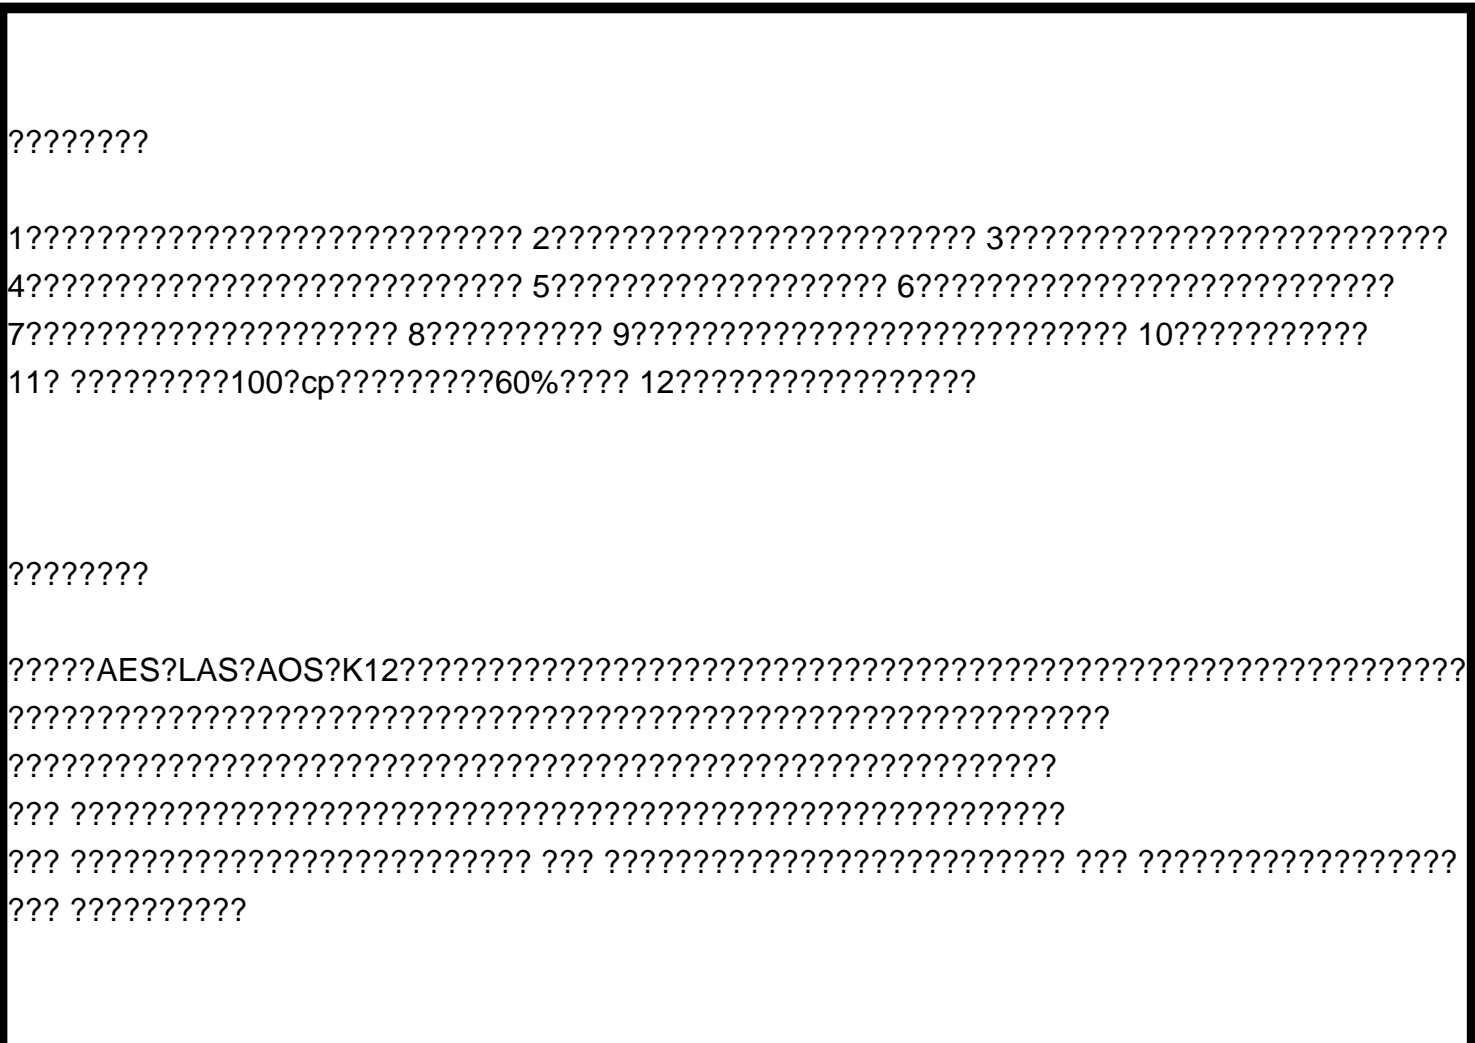 ????????
1???????????????????????????? 2???????????????????????? 3?????????????????????????
4???????????????????????????? 5??????????????????? 6???????????????????????????
7????????????????????? 8?????????? 9???????????????????????????? 10???????????
11? ?????????100?cp?????????60%???? 12?????????????????
????????
?????AES?LAS?AOS?K12????????????????????????????????????????????????????????????
??????????????????????????????????????????????????????????????
???????????????????????????????????????????????????????????
??? ????????????????????????????????????????????????????????
??? ?????????????????????????? ??? ?????????????????????????? ??? ??????????????????
??? ??????????